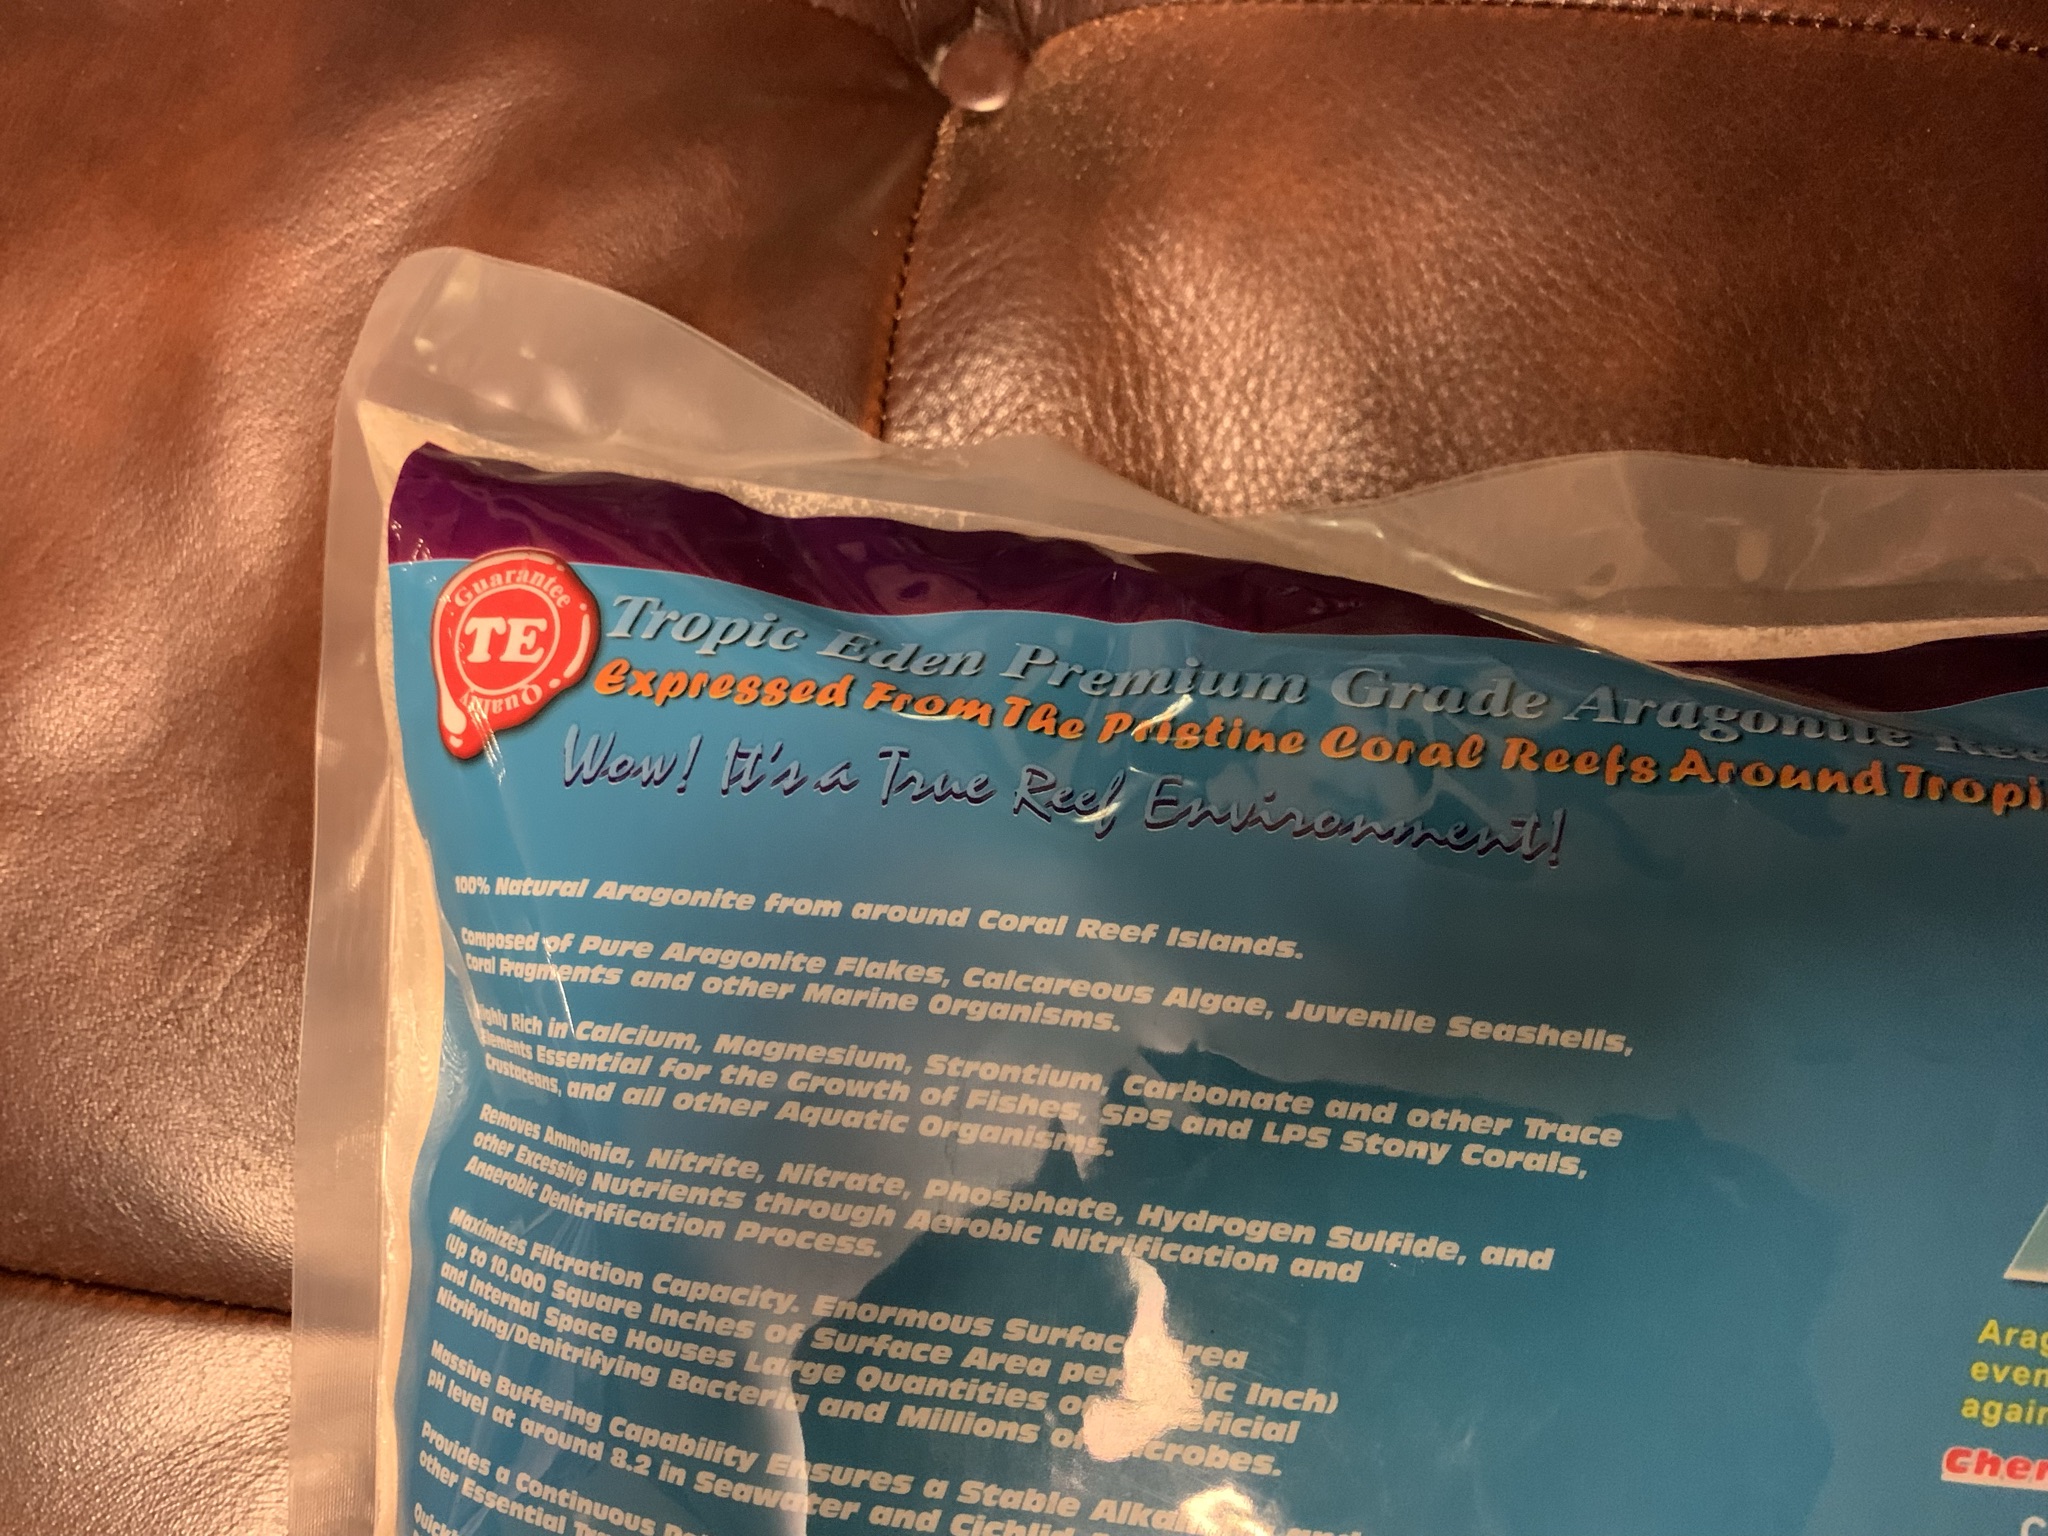 Guarantee
TE
Quality
Tropic Eden Premium Grade Aragonite
Expressed From The Pristine Coral Reefs Around Tropi
Wow! It's a True Reef Environment!
100% Natural Aragonite from around Coral Reef Islands.
Composed of Pure Aragonite Flakes, Calcareous Algae, Juvenile Seashells,
Coral Fragments and other Marine Organisms.
Highly Rich in Calcium, Magnesium, Strontium, Carbonate and other Trace
Elements Essential for the Growth of Fishes, SPS and LPS Stony Corals,
Crustaceans, and all other Aquatic Organisms.
Removes Ammonia, Nitrite, Nitrate, Phosphate, Hydrogen Sulfide, and
other Excessive Nutrients through Aerobic Nitrification and
Anaerobic Denitrification Process.
Maximizes Filtration Capacity. Enormous Surface Area
(Up to 10,000 Square Inches of Surface Area per Inch)
and Internal Space Houses Large Quantities of
Nitrifying/Denitrifying Bacteria and Millions of Microbes.
Massive Buffering Capability Ensures a Stable
pH level at around 8.2 in Seawater and Cichlid
Provides a Continuous
other Essential
Arag
even
again